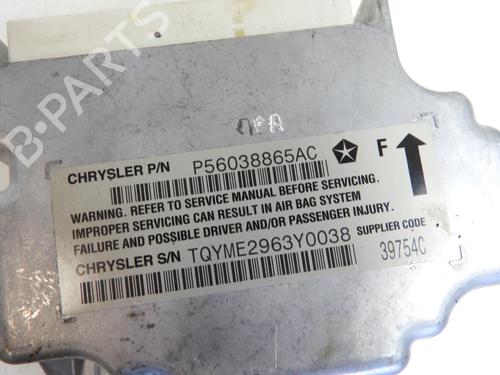 CHRYSLER P/N P56038865AC F
WARNING. REFER TO SERVICE MANUAL BEFORE SERVICING.
IMPROPER SERVICING CAN RESULT IN AIR BAG SYSTEM
FAILURE AND POSSIBLE DRIVER AND/OR PASSENGER INJURY.
CHRYSLER S/N TQYME2963Y0038 SUPPLIER CODE
39754C